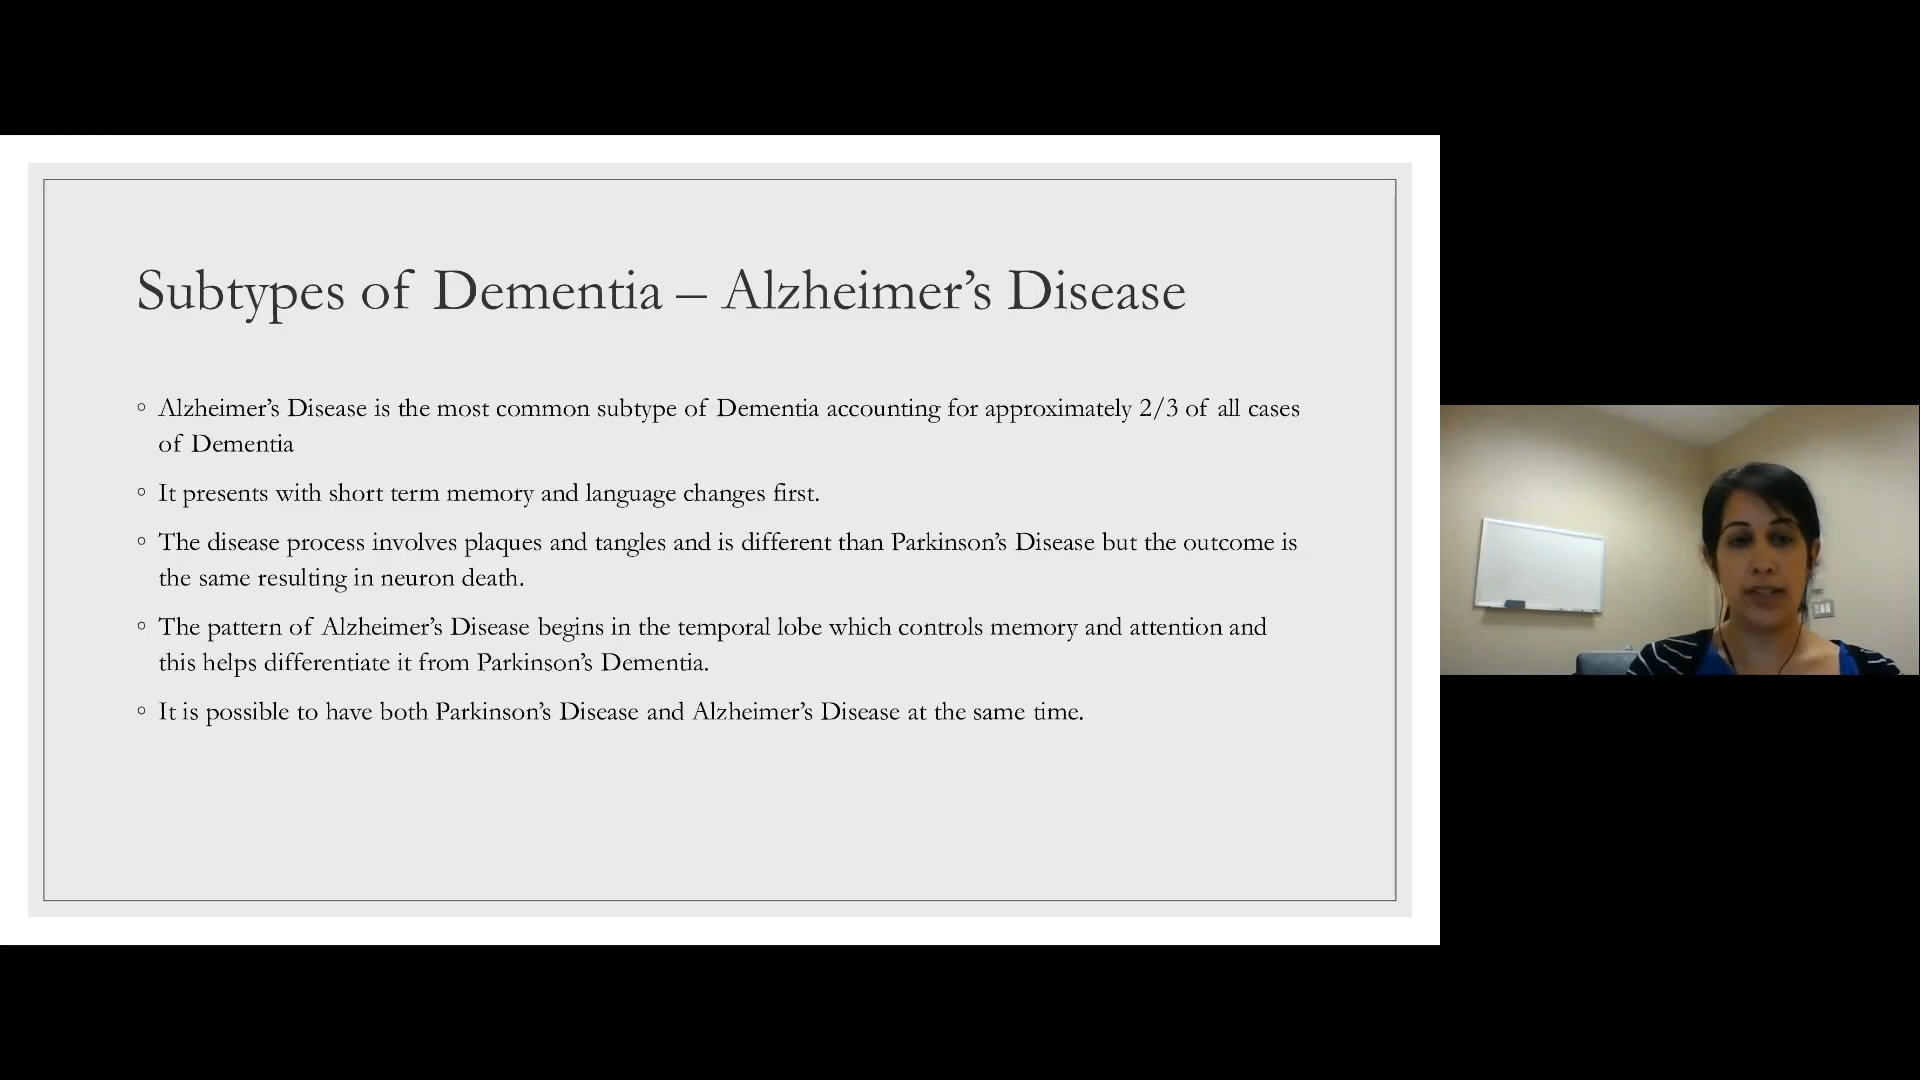 Subtypes of Dementia – Alzheimer’s Disease
◦ Alzheimer’s Disease is the most common subtype of Dementia accounting for approximately 2/3 of all cases
of Dementia
◦ It presents with short term memory and language changes first.
◦ The disease process involves plaques and tangles and is different than Parkinson’s Disease but the outcome is
the same resulting in neuron death.
◦ The pattern of Alzheimer’s Disease begins in the temporal lobe which controls memory and attention and
this helps differentiate it from Parkinson’s Dementia.
◦ It is possible to have both Parkinson’s Disease and Alzheimer’s Disease at the same time.